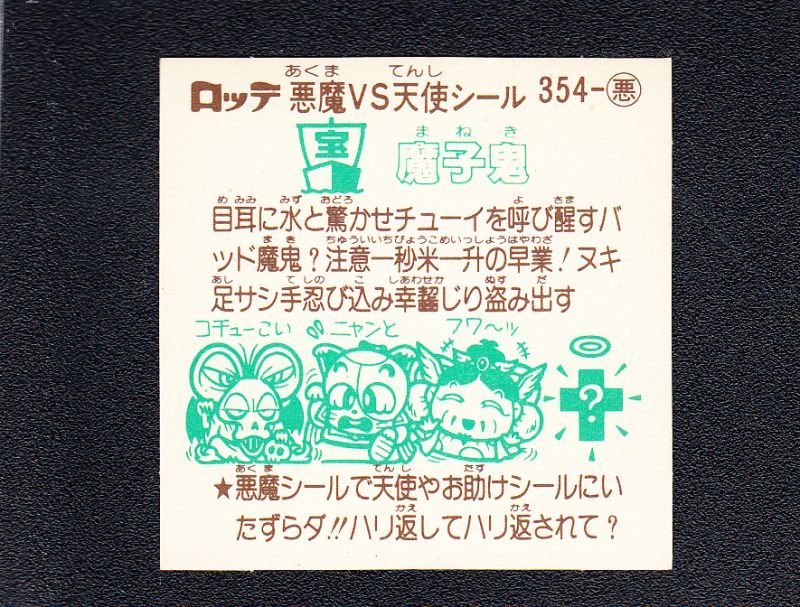 ロッテ 悪魔VS天使シール 354-悪
宝 魔子鬼
目耳に水と驚かせチューイを呼び醒すバ
ッド魔鬼?注意一秒米一升の早業!ヌキ
足サシ手忍び込み幸齧じり盗み出す
コチューこい ニャンと フワ〜ッ
?
★悪魔シールで天使やお助けシールにい
たずらダ!!ハリ返してハリ返されて?